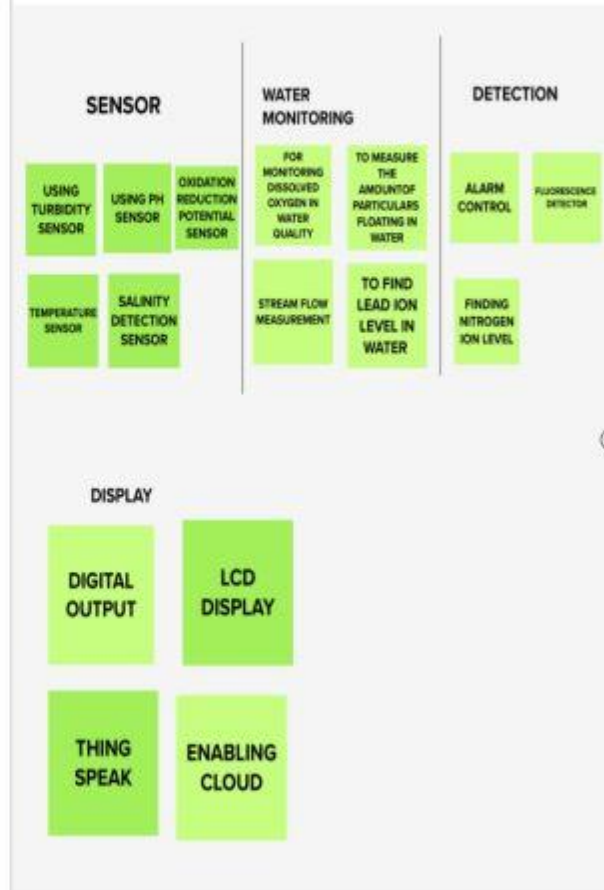 SENSOR
USING
TURBIDITY
SENSOR
USING PH
SENSOR
OXIDATION
REDUCTION
POTENTIAL
SENSOR
TEMPERATURE
SENSOR
SALINITY
DETECTION
SENSOR
WATER
MONITORING
FOR
MONITORING
DISSOLVED
OXYGEN IN
WATER
QUALITY
TO MEASURE
THE
AMOUNTOF
PARTICULARS
FLOATING IN
WATER
STREAM FLOW
MEASUREMENT
TO FIND
LEAD ION
LEVEL IN
WATER
DETECTION
ALARM
CONTROL
FLUORESCENCE
DETECTOR
FINDING
NITROGEN
ION LEVEL
DISPLAY
DIGITAL
OUTPUT
LCD
DISPLAY
THING
SPEAK
ENABLING
CLOUD